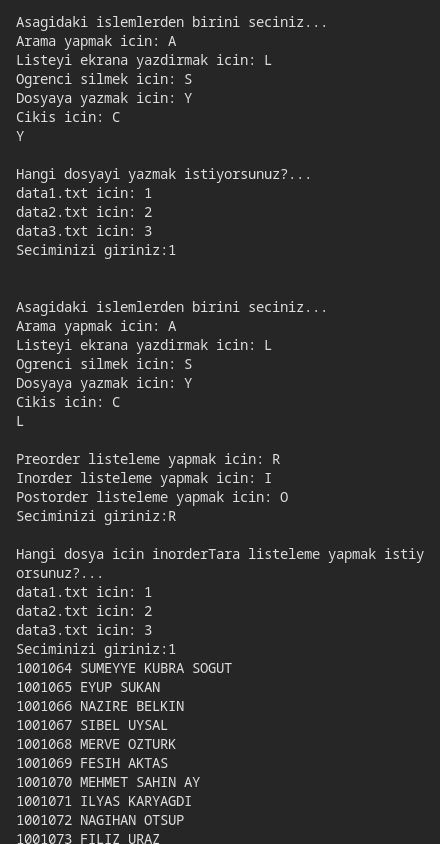 Asagidaki islemlerden birini seciniz...
Arama yapmak icin: A
Listeyi ekrana yazdirmak icin: L
Ogrenci silmek icin: S
Dosyaya yazmak icin: Y
Cikis icin: C
Y
Hangi dosyayi yazmak istiyorsunuz?...
data1.txt icin: 1
data2.txt icin: 2
data3.txt icin: 3
Seciminizi giriniz:1
Asagidaki islemlerden birini seciniz...
Arama yapmak icin: A
Listeyi ekrana yazdirmak icin: L
Ogrenci silmek icin: S
Dosyaya yazmak icin: Y
Cikis icin: C
L
Preorder listeleme yapmak icin: R
Inorder listeleme yapmak icin: I
Postorder listeleme yapmak icin: O
Seciminizi giriniz:R
Hangi dosya icin inorderTara listeleme yapmak istiy
orsunuz?...
data1.txt icin: 1
data2.txt icin: 2
data3.txt icin: 3
Seciminizi giriniz:1
1001064 SUMEYYE KUBRA SOGUT
1001065 EYUP SUKAN
1001066 NAZIRE BELKIN
1001067 SIBEL UYSAL
1001068 MERVE OZTURK
1001069 FESIH AKTAS
1001070 MEHMET SAHIN AY
1001071 ILYAS KARYAGDI
1001072 NAGIHAN OTSUP
1001073 FILIZ URAZ